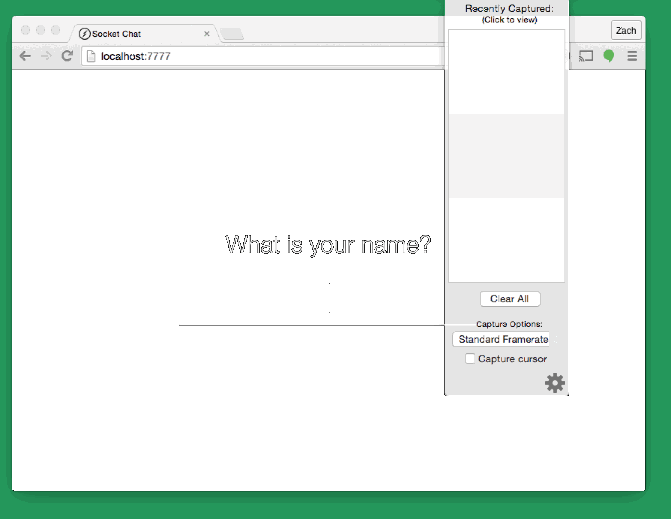 Recently Captured:
(Click to view)
Socket Chat
Zach
localhost:7777
What is your name?
Clear All
Capture Options:
Standard Framerate
Capture cursor